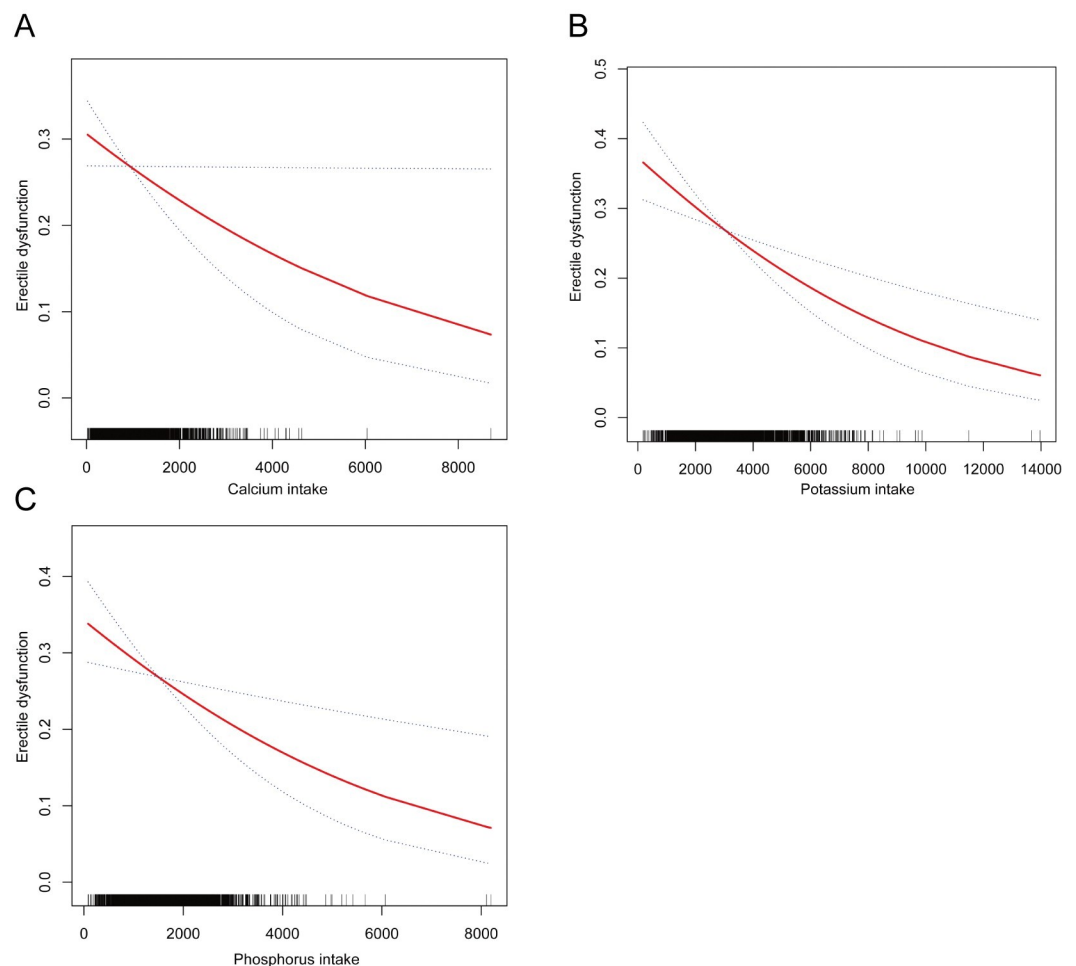 A
Erectile dysfunction
0.3
0.2
0.1
0.0
0 2000 4000 6000 8000
Calcium intake
B
Erectile dysfunction
0.5
0.4
0.3
0.2
0.1
0.0
0 2000 4000 6000 8000 10000 12000 14000
Potassium intake
C
Erectile dysfunction
0.4
0.3
0.2
0.1
0.0
0 2000 4000 6000 8000
Phosphorus intake